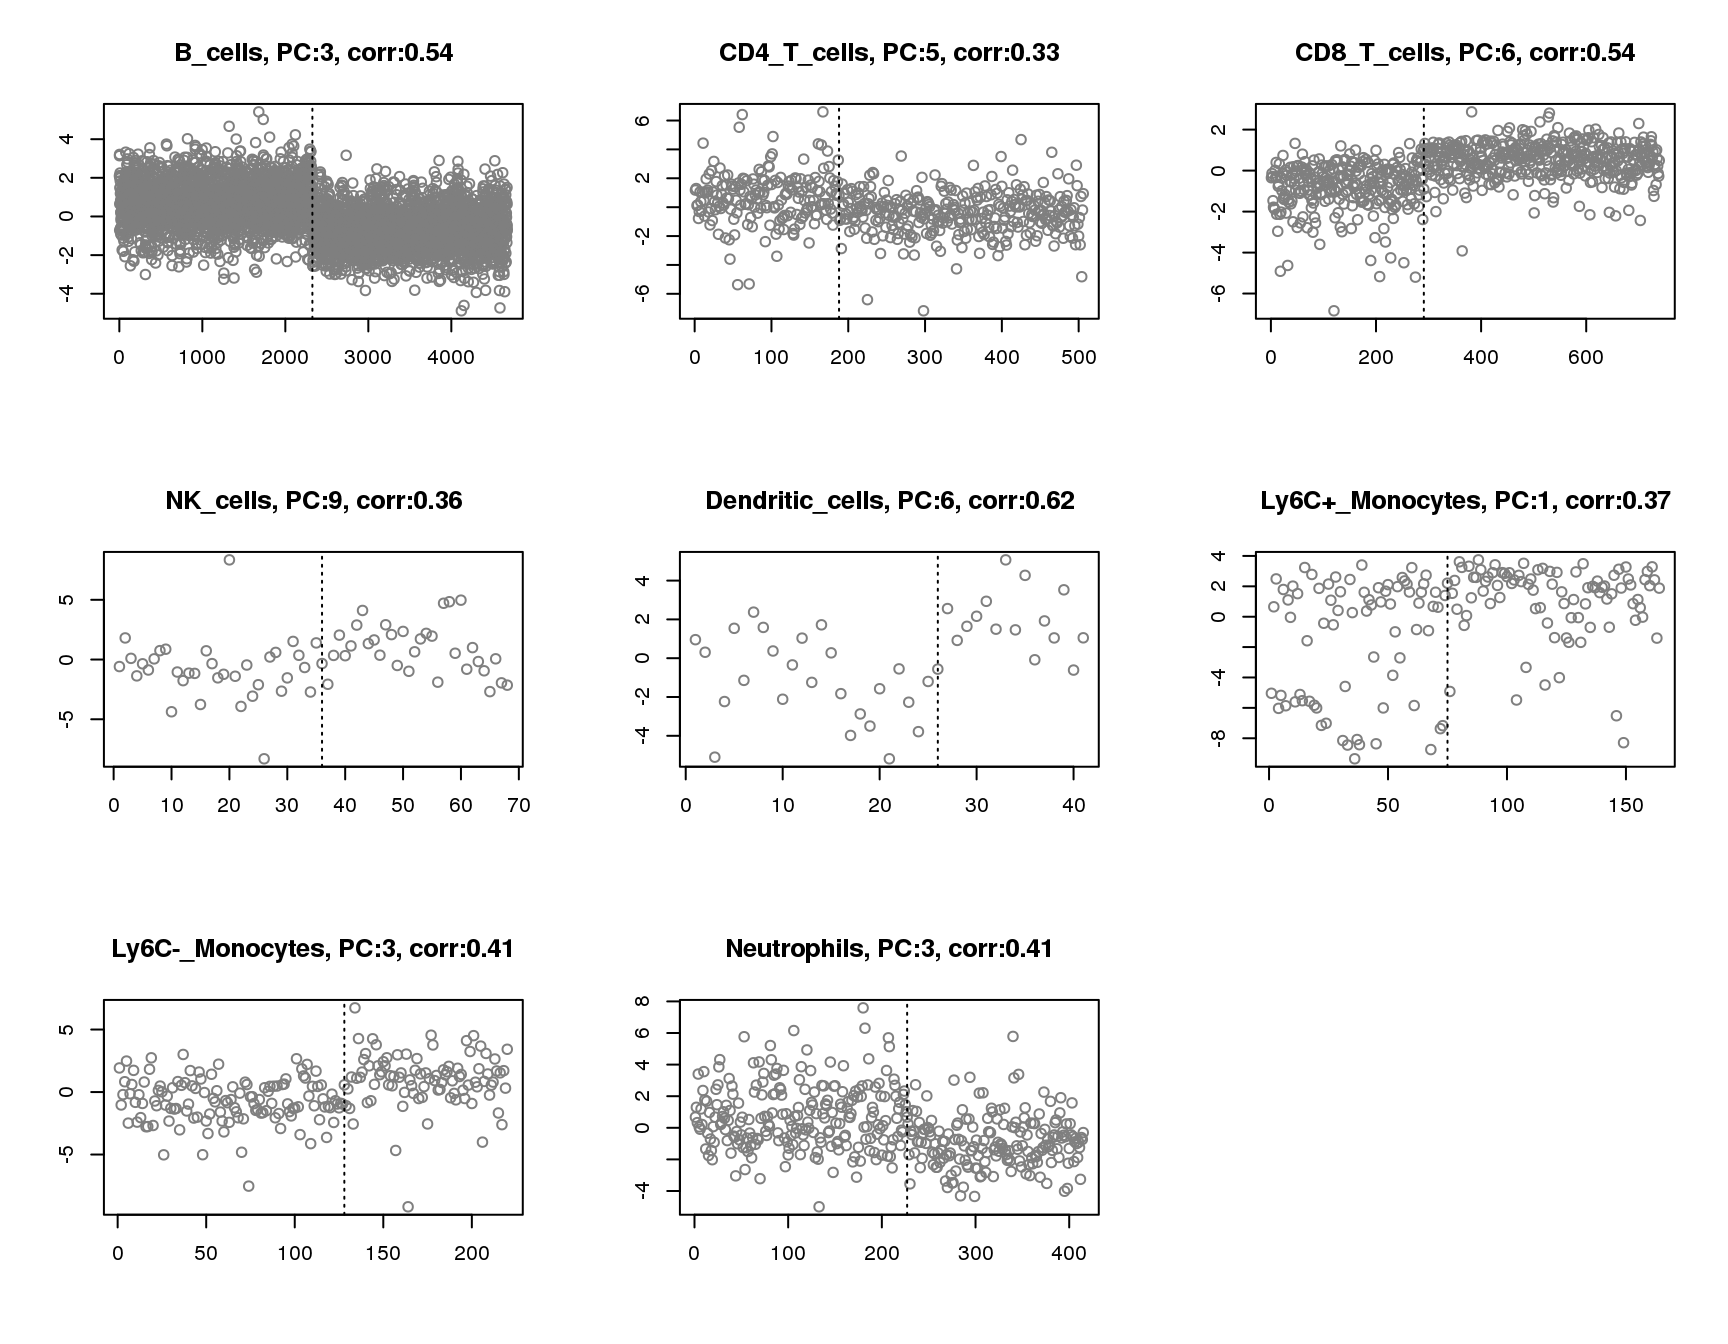 B_cells, PC:3, corr:0.54
4
2
0
-2
-4
0 1000 2000 3000 4000
CD4_T_cells, PC:5, corr:0.33
6
2
-2
-6
0 100 200 300 400 500
CD8_T_cells, PC:6, corr:0.54
2
0
-2
-4
-6
0 200 400 600
NK_cells, PC:9, corr:0.36
5
0
-5
0 10 20 30 40 50 60 70
Dendritic_cells, PC:6, corr:0.62
4
2
0
-2
-4
0 10 20 30 40
Ly6C+_Monocytes, PC:1, corr:0.37
4
2
0
-4
-8
0 50 100 150
Ly6C-_Monocytes, PC:3, corr:0.41
5
0
-5
0 50 100 150 200
Neutrophils, PC:3, corr:0.41
8
6
4
2
0
-4
0 100 200 300 400